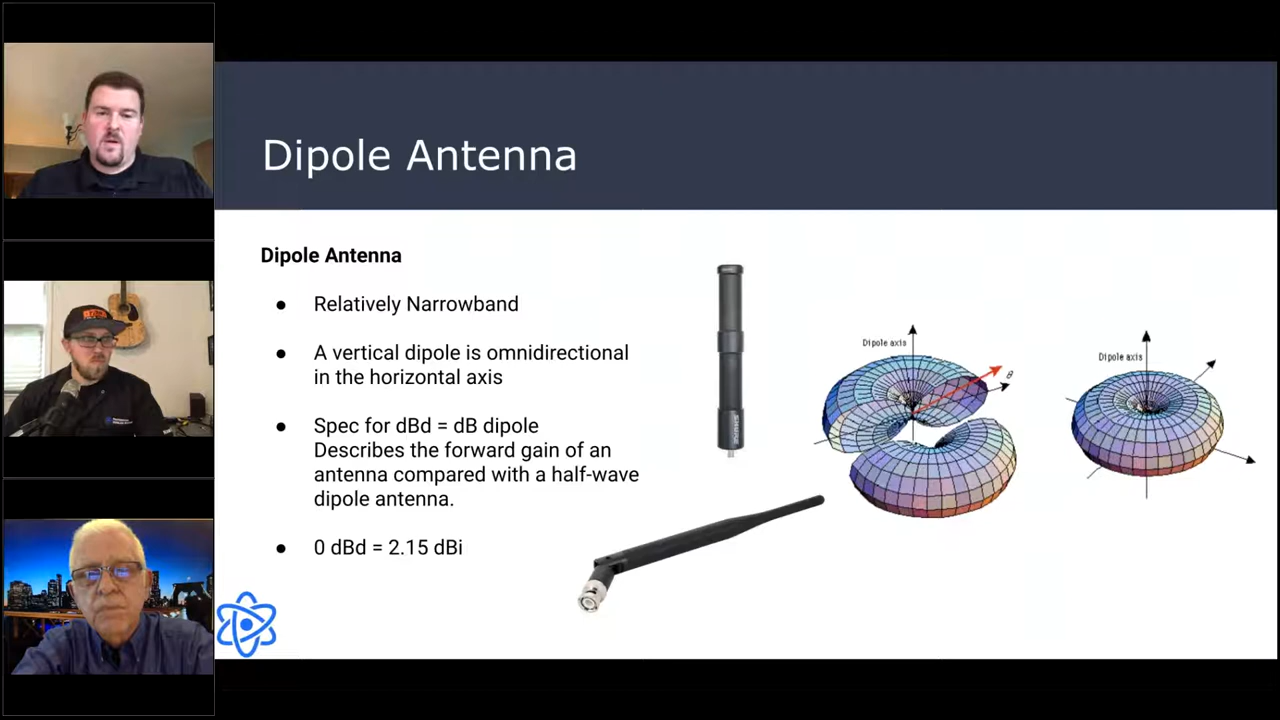 Dipole Antenna
Dipole Antenna
● Relatively Narrowband
● A vertical dipole is omnidirectional
in the horizontal axis
● Spec for dBd = dB dipole
Describes the forward gain of an
antenna compared with a half-wave
dipole antenna.
● 0 dBd = 2.15 dBi
SHURE
Dipole axis
θ
Dipole axis